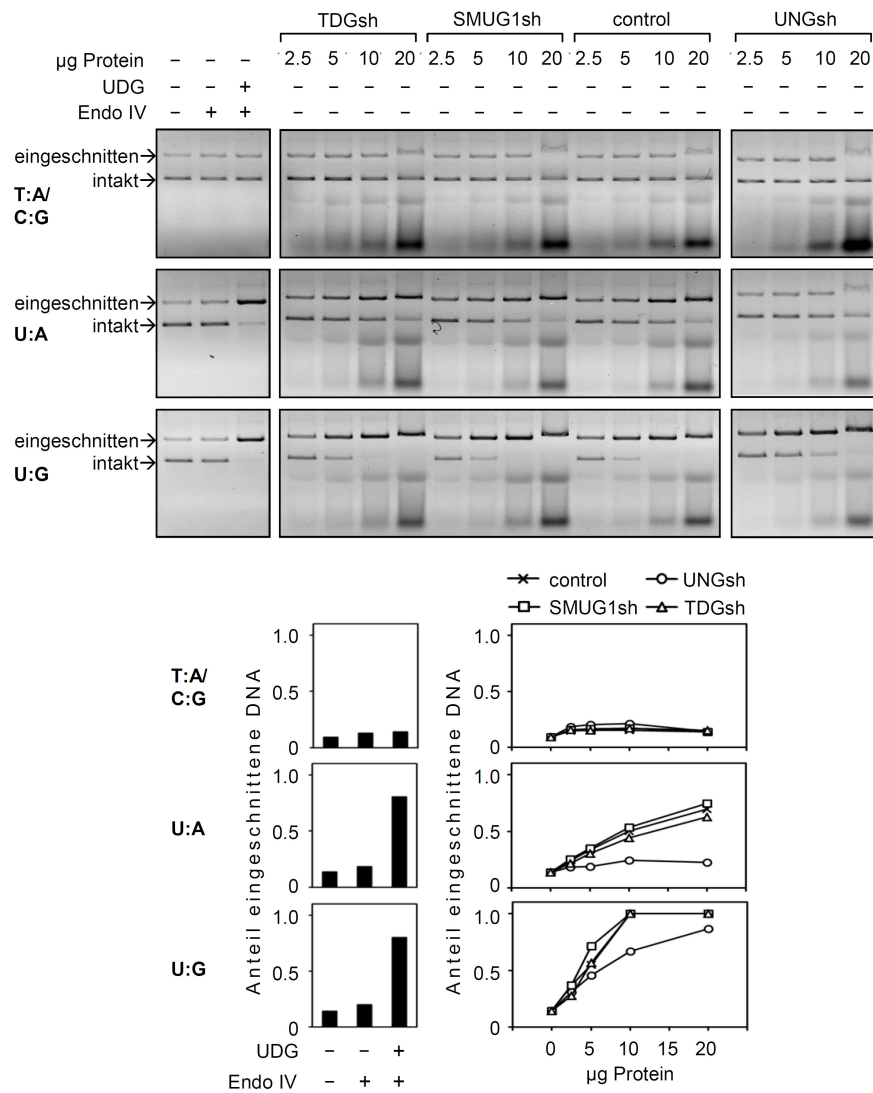 TDGsh SMUG1sh control UNGsh
µg Protein – – – 2.5 5 10 20 2.5 5 10 20 2.5 5 10 20 2.5 5 10 20
UDG – – + – – – – – – – – – – – – – – – –
Endo IV – + + – – – – – – – – – – – – – – – –
eingeschnitten→
intakt→
T:A/
C:G
eingeschnitten→
intakt→
U:A
eingeschnitten→
intakt→
U:G
control UNGsh
SMUG1sh TDGsh
T:A/
C:G
Anteil eingeschnittene DNA
1.0
0.5
0
Anteil eingeschnittene DNA
1.0
0.5
0
U:A
1.0
0.5
0
1.0
0.5
0
U:G
1.0
0.5
0
1.0
0.5
0
UDG – – +
Endo IV – + +
0 5 10 15 20
µg Protein